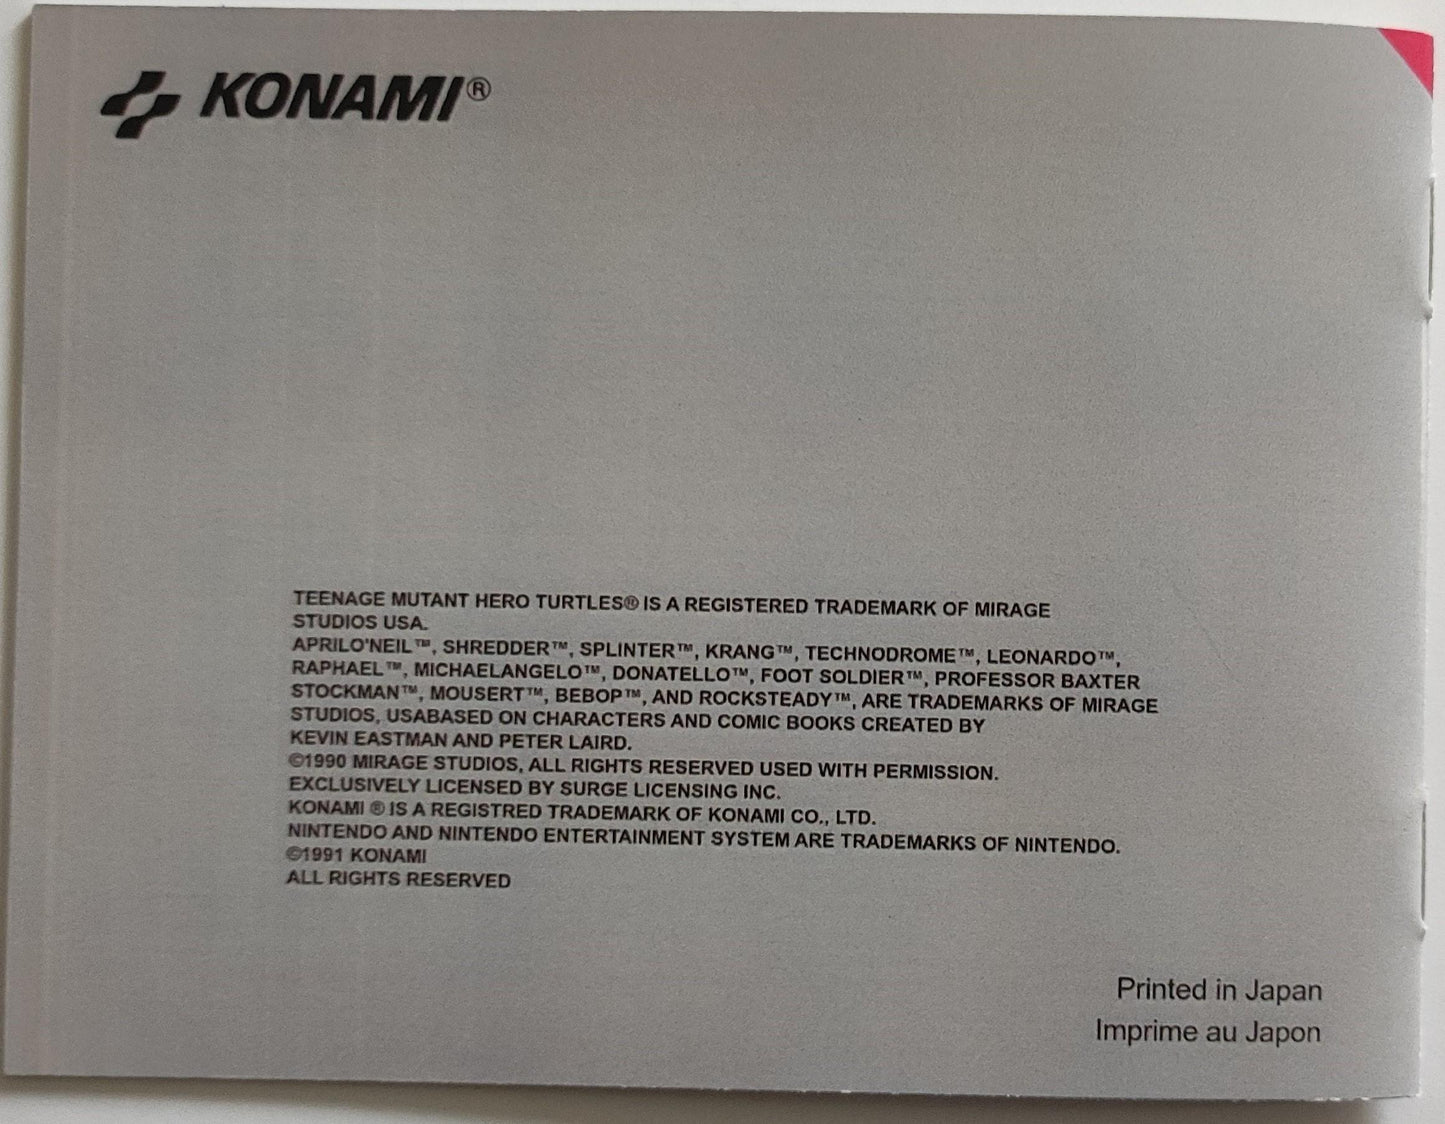 KONAMI®
TEENAGE MUTANT HERO TURTLES® IS A REGISTERED TRADEMARK OF MIRAGE
STUDIOS USA.
APRILO'NEIL™, SHREDDER™, SPLINTER™, KRANG™, TECHNODROME™, LEONARDO™,
RAPHAEL™, MICHAELANGELO™, DONATELLO™, FOOT SOLDIER™, PROFESSOR BAXTER
STOCKMAN™, MOUSERT™, BEBOP™, AND ROCKSTEADY™, ARE TRADEMARKS OF MIRAGE
STUDIOS, USABASED ON CHARACTERS AND COMIC BOOKS CREATED BY
KEVIN EASTMAN AND PETER LAIRD.
©1990 MIRAGE STUDIOS, ALL RIGHTS RESERVED USED WITH PERMISSION.
EXCLUSIVELY LICENSED BY SURGE LICENSING INC.
KONAMI ® IS A REGISTRED TRADEMARK OF KONAMI CO., LTD.
NINTENDO AND NINTENDO ENTERTAINMENT SYSTEM ARE TRADEMARKS OF NINTENDO.
©1991 KONAMI
ALL RIGHTS RESERVED
Printed in Japan
Imprime au Japon